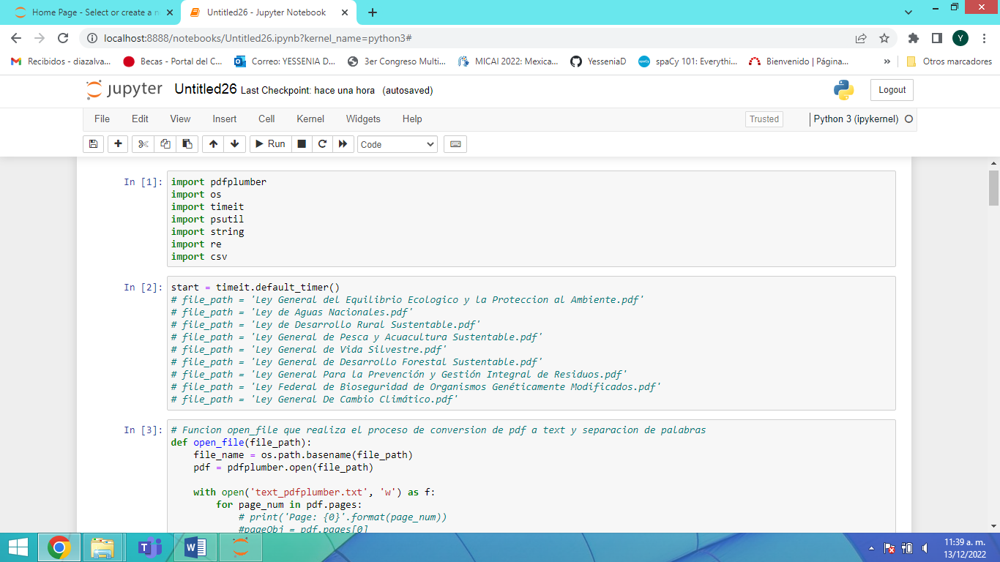 Home Page - Select or create a n
Untitled26 - Jupyter Notebook
localhost:8888/notebooks/Untitled26.ipynb?kernel_name=python3#
Y
Recibidos - diazalva...
Becas - Portal del C...
Correo: YESSENIA D...
3er Congreso Multi...
MICAI 2022: Mexica...
YesseniaD
spaCy 101: Everythi...
Bienvenido | Página...
»
Otros marcadores
jupyter Untitled26 Last Checkpoint: hace una hora (autosaved)
Logout
File Edit View Insert Cell Kernel Widgets Help
Trusted
Python 3 (ipykernel)
Run
Code
In [1]:
import pdfplumber
import os
import timeit
import psutil
import string
import re
import csv
In [2]:
start = timeit.default_timer()
# file_path = 'Ley General del Equilibrio Ecologico y la Proteccion al Ambiente.pdf'
# file_path = 'Ley de Aguas Nacionales.pdf'
# file_path = 'Ley de Desarrollo Rural Sustentable.pdf'
# file_path = 'Ley General de Pesca y Acuacultura Sustentable.pdf'
# file_path = 'Ley General de Vida Silvestre.pdf'
# file_path = 'Ley General de Desarrollo Forestal Sustentable.pdf'
# file_path = 'Ley General Para la Prevención y Gestión Integral de Residuos.pdf'
# file_path = 'Ley Federal de Bioseguridad de Organismos Genéticamente Modificados.pdf'
# file_path = 'Ley General De Cambio Climático.pdf'
In [3]:
# Funcion open_file que realiza el proceso de conversion de pdf a text y separacion de palabras
def open_file(file_path):
    file_name = os.path.basename(file_path)
    pdf = pdfplumber.open(file_path)
    with open('text_pdfplumber.txt', 'w') as f:
        for page_num in pdf.pages:
            # print('Page: {0}'.format(page_num))
            #pageObj = pdf.pages[0]
11:39 a. m.
13/12/2022